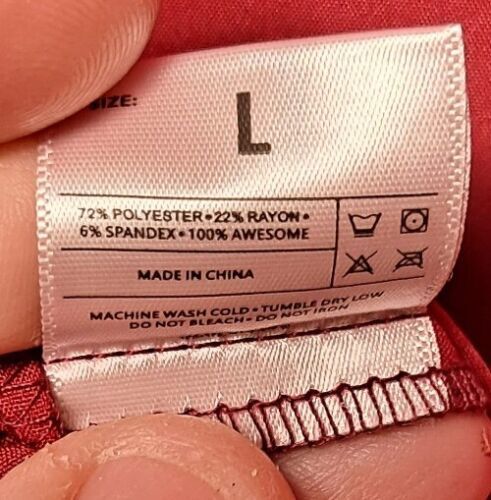 SIZE:
L
72% POLYESTER • 22% RAYON •
6% SPANDEX • 100% AWESOME
MADE IN CHINA
MACHINE WASH COLD • TUMBLE DRY LOW
DO NOT BLEACH • DO NOT IRON